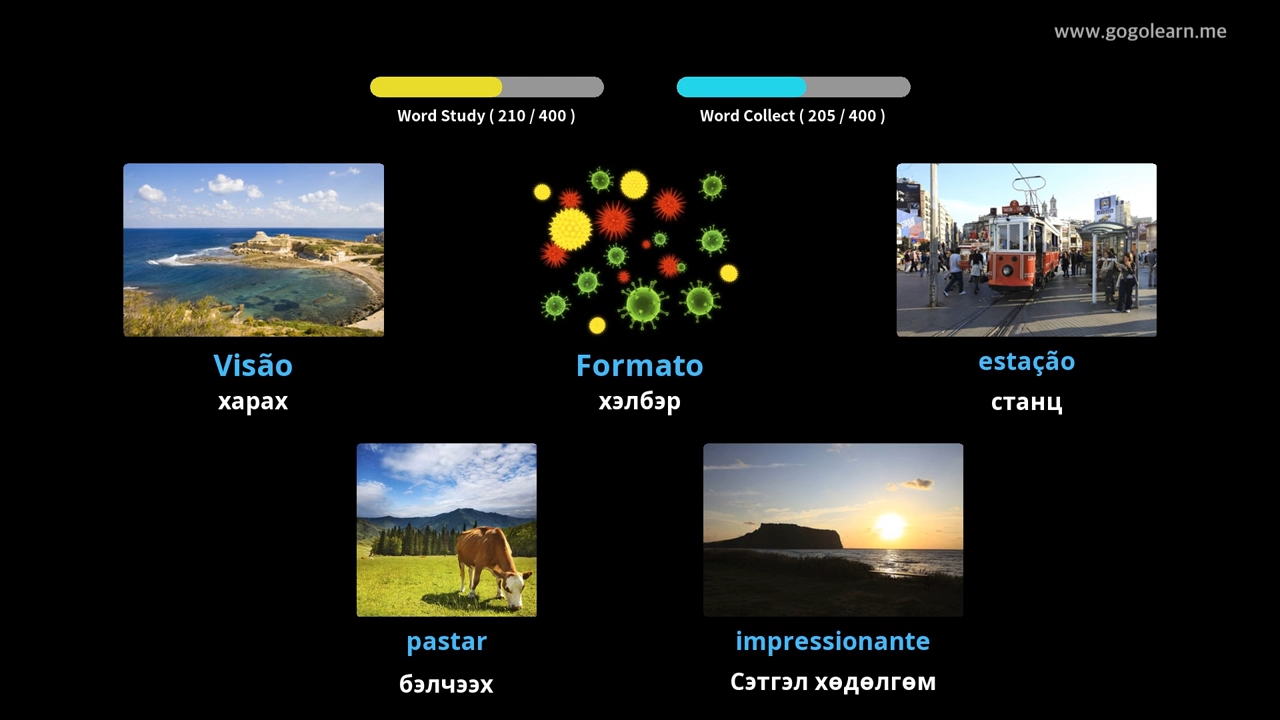 www.gogolearn.me
Word Study ( 210 / 400 )
Word Collect ( 205 / 400 )
Visão
харах
Formato
хэлбэр
estação
станц
pastar
бэлчээх
impressionante
Сэтгэл хөдөлгөм